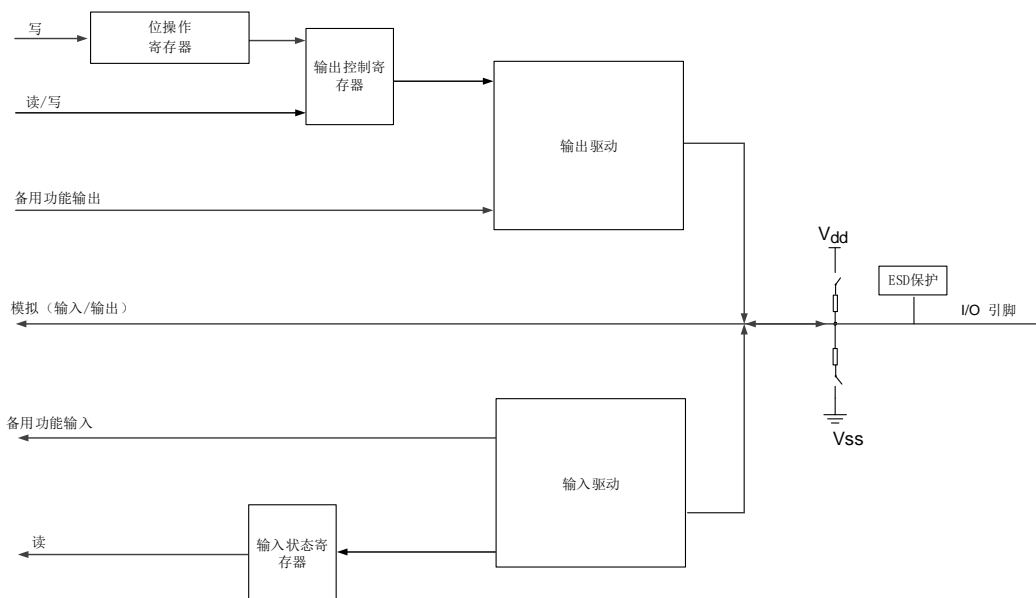 写
位操作
寄存器
输出控制寄
存器
读/写
输出驱动
备用功能输出
Vdd
ESD保护
模拟（输入/输出）
I/O 引脚
备用功能输入
Vss
输入驱动
读
输入状态寄
存器